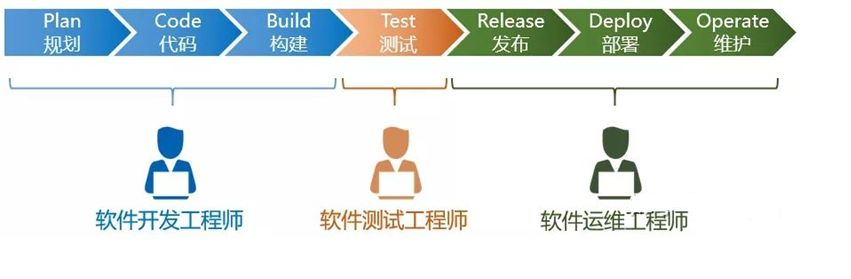 Plan
规划
Code
代码
Build
构建
Test
测试
Release
发布
Deploy
部署
Operate
维护
软件开发工程师
软件测试工程师
软件运维工程师